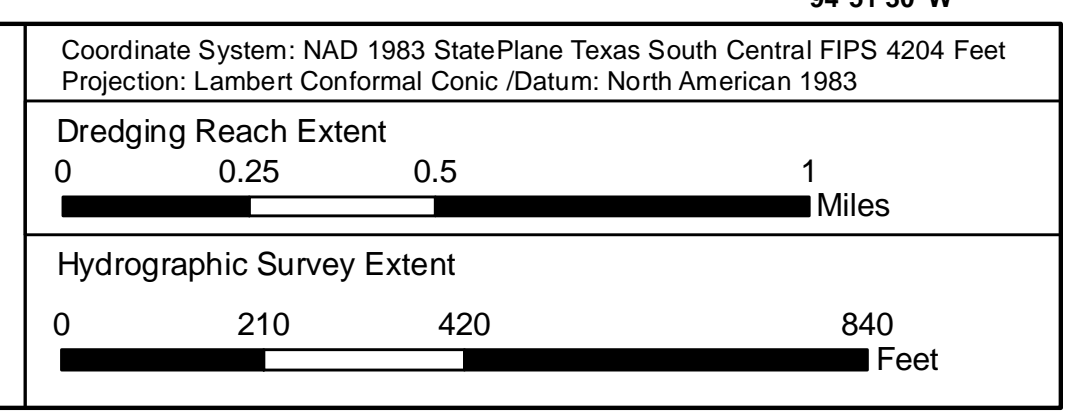 Coordinate System: NAD 1983 StatePlane Texas South Central FIPS 4204 Feet
Projection: Lambert Conformal Conic /Datum: North American 1983
Dredging Reach Extent
0 0.25 0.5 1
Miles
Hydrographic Survey Extent
0 210 420 840
Feet